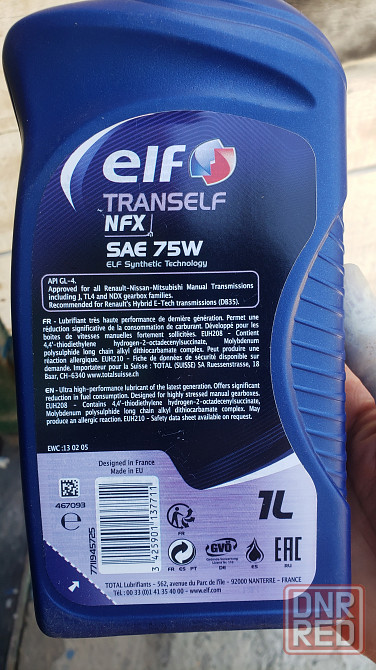 elf
TRANSELF
NFX
SAE 75W
ELF Synthetic Technology
API GL-4.
Approved for all Renault-Nissan-Mitsubishi Manual Transmissions
including J, TL4 and NDX gearbox families.
Recommended for Renault's Hybrid E-Tech transmissions (DB35).
FR - Lubrifiant très haute performance de dernière génération. Permet une
réduction significative de la consommation de carburant. Développé pour les
boîtes de vitesses manuelles fortement sollicitées. EUH208 - Contient
4,4'-thiodiethylene hydrogen-2-octadecenylsuccinate, Molybdenum
polysulphide long chain alkyl dithiocarbamate complex. Peut produire une
réaction allergique. EUH210 - Fiche de données de sécurité disponible sur
demande. Importateur pour la Suisse : TOTAL (SUISSE) SA Ruessenstrasse, 18
Baar, CH-6340 www.totalsuisse.ch
EN - Ultra high-performance lubricant of the latest generation. Offers significant
reduction in fuel consumption. Designed for highly stressed manual gearboxes.
EUH208 - Contains 4,4'-thiodiethylene hydrogen-2-octadecenylsuccinate,
Molybdenum polysulphide long chain alkyl dithiocarbamate complex. May
produce an allergic reaction. EUH210 - Safety data sheet available on request.
EWC :13 02 05
Designed in France
Made in EU
467093
7711945725
3 425901 137711
1L
FR
FR ES PT
GVÖ
DE
KS
EAC
RU
TOTAL Lubrifiants - 562, avenue du Parc de l'Ile - 92000 NANTERRE - FRANCE
Tél : 00 33 (0)1 41 35 40 00 - www.elf.com
DNR
RED